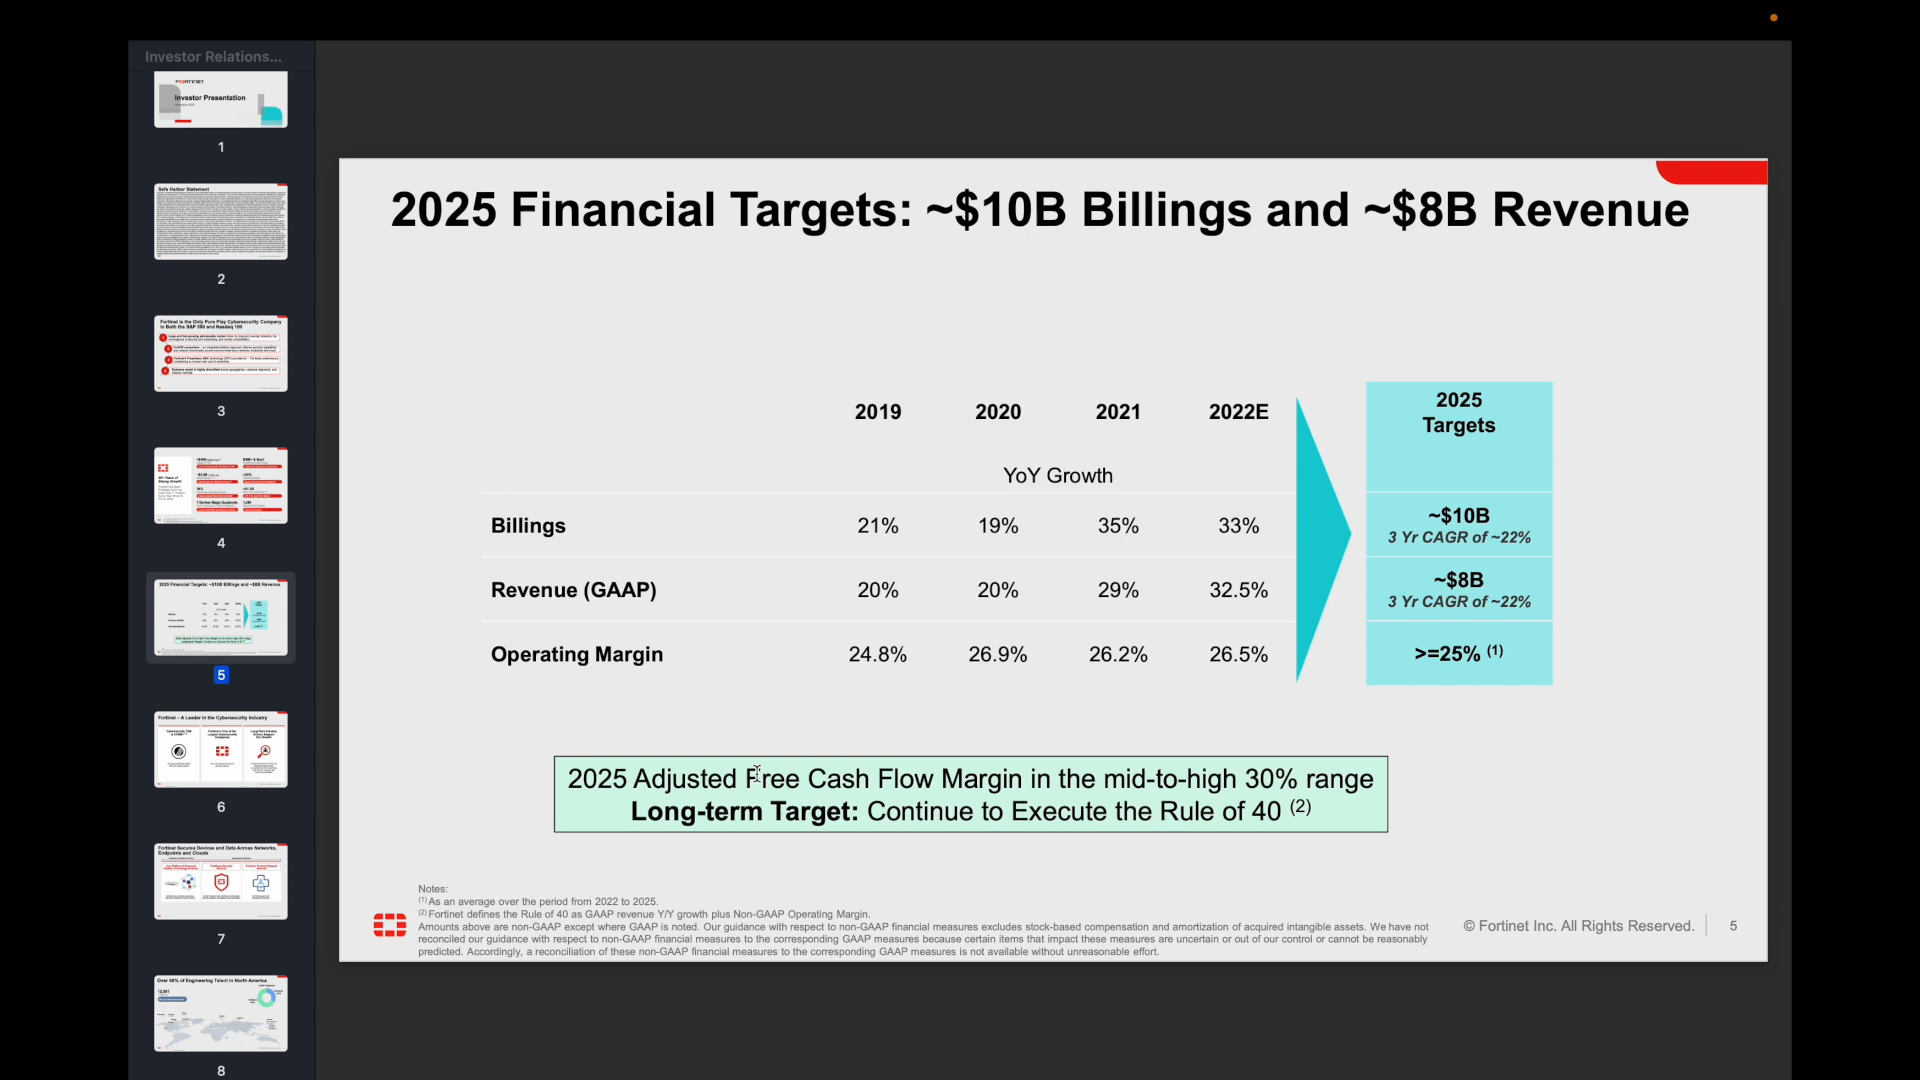 Investor Relations...
FORTINET
Investor Presentation
1
Safe Harbor Statement
2
Fortinet is the Only Pure Play Cybersecurity Company
in Both the S&P 500 and Nasdaq 100
3
4
2025 Financial Targets: ~$10B Billings and ~$8B Revenue
5
Fortinet – A Leader in the Cybersecurity Industry
6
Fortinet Secures Devices and Data Across Networks,
Endpoints and Clouds
7
Over 50% of Engineering Talent in North America
8
2025 Financial Targets: ~$10B Billings and ~$8B Revenue
2019 2020 2021 2022E
2025
Targets
YoY Growth
Billings 21% 19% 35% 33%
~$10B
3 Yr CAGR of ~22%
Revenue (GAAP) 20% 20% 29% 32.5%
~$8B
3 Yr CAGR of ~22%
Operating Margin 24.8% 26.9% 26.2% 26.5% >=25% (1)
2025 Adjusted Free Cash Flow Margin in the mid-to-high 30% range
Long-term Target: Continue to Execute the Rule of 40 (2)
Notes:
(1) As an average over the period from 2022 to 2025.
(2) Fortinet defines the Rule of 40 as GAAP revenue Y/Y growth plus Non-GAAP Operating Margin.
Amounts above are non-GAAP except where GAAP is noted. Our guidance with respect to non-GAAP financial measures excludes stock-based compensation and amortization of acquired intangible assets. We have not
reconciled our guidance with respect to non-GAAP financial measures to the corresponding GAAP measures because certain items that impact these measures are uncertain or out of our control or cannot be reasonably
predicted. Accordingly, a reconciliation of these non-GAAP financial measures to the corresponding GAAP measures is not available without unreasonable effort.
© Fortinet Inc. All Rights Reserved. 5